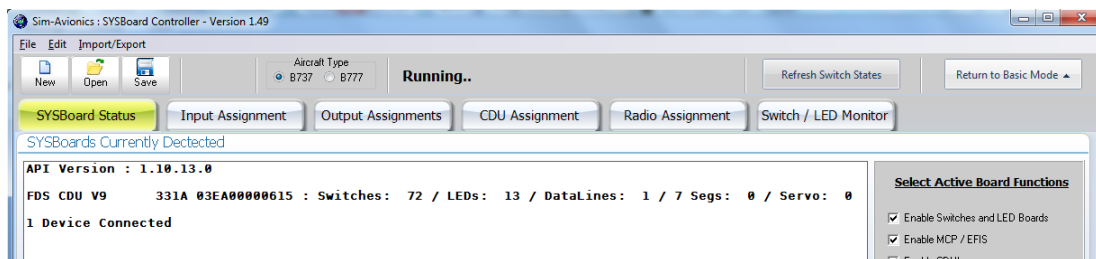 Sim-Avionics : SYSBoard Controller - Version 1.49
File Edit Import/Export
New Open Save
Aircraft Type
B737 B777
Running..
Refresh Switch States
Return to Basic Mode
SYSBoard Status Input Assignment Output Assignments CDU Assignment Radio Assignment Switch / LED Monitor
SYSBoards Currently Dectected
API Version : 1.10.13.0
FDS CDU V9 331A 03EA00000615 : Switches: 72 / LEDs: 13 / DataLines: 1 / 7 Segs: 0 / Servo: 0
1 Device Connected
Select Active Board Functions
Enable Switches and LED Boards
Enable MCP / EFIS